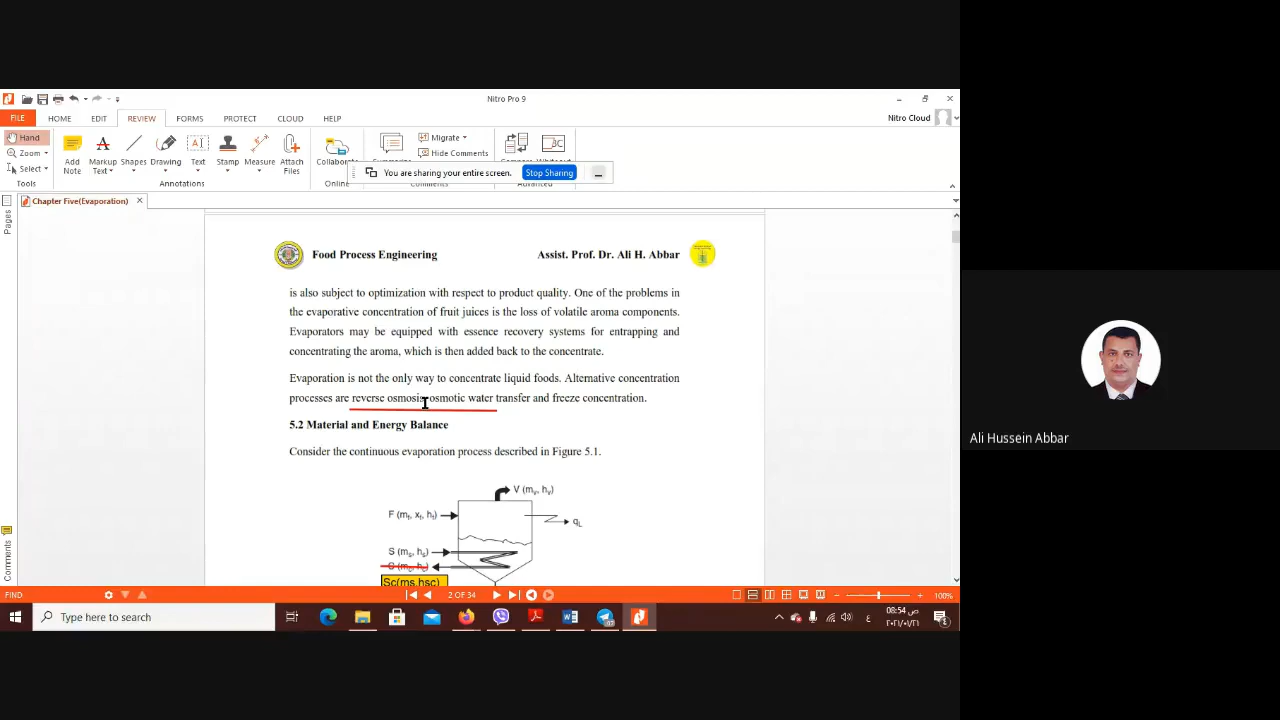 Nitro Pro 9
FILE HOME EDIT REVIEW FORMS PROTECT CLOUD HELP Nitro Cloud
Hand
Zoom
Select
Tools
Add Note
Markup Text
Shapes
Drawing
Text
Stamp
Measure
Attach Files
Annotations
Collaborate
Online
Migrate
Hide Comments
You are sharing your entire screen. Stop Sharing
Chapter Five(Evaporation)
Pages
Food Process Engineering Assist. Prof. Dr. Ali H. Abbar
is also subject to optimization with respect to product quality. One of the problems in
the evaporative concentration of fruit juices is the loss of volatile aroma components.
Evaporators may be equipped with essence recovery systems for entrapping and
concentrating the aroma, which is then added back to the concentrate.
Evaporation is not the only way to concentrate liquid foods. Alternative concentration
processes are reverse osmosis osmotic water transfer and freeze concentration.
5.2 Material and Energy Balance
Consider the continuous evaporation process described in Figure 5.1.
V (mv, hv)
F (mf, xf, hf)
qL
S (ms, hs)
Sc(ms,hsc)
Comments
Ali Hussein Abbar
FIND 2 OF 34 100%
Type here to search
ع
08:54 ص